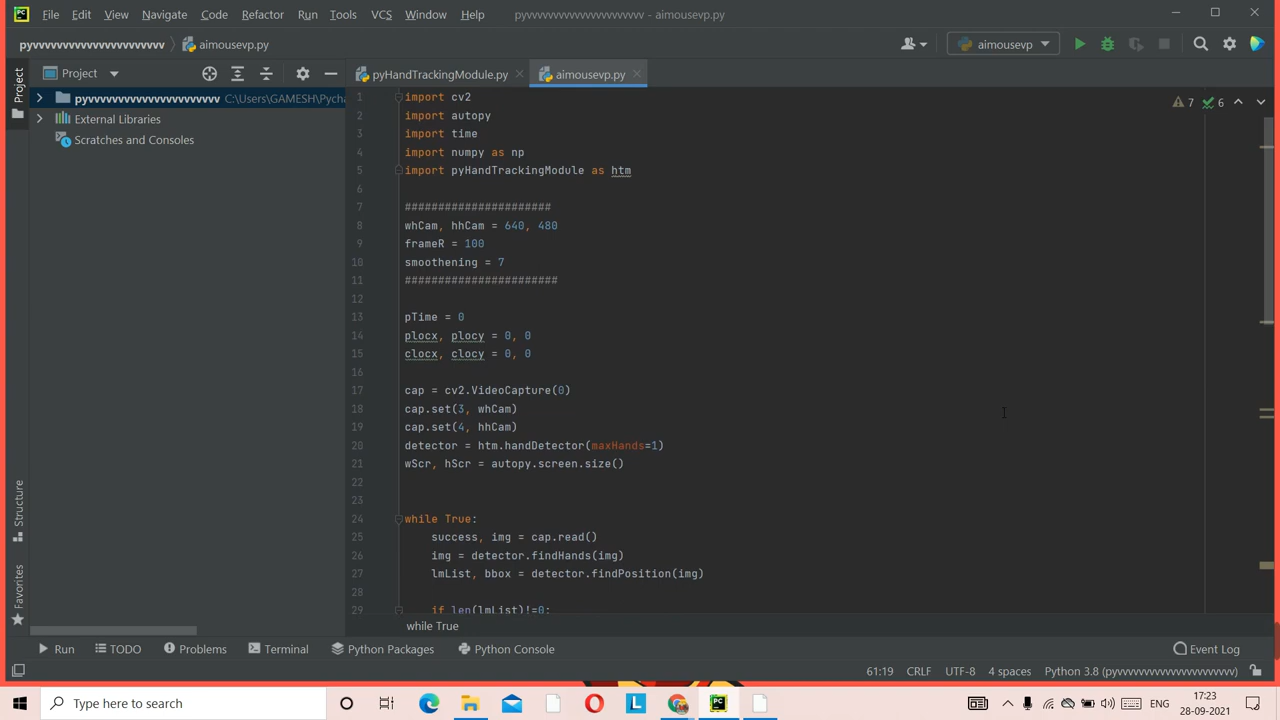 PC File Edit View Navigate Code Refactor Run Tools VCS Window Help pyvvvvvvvvvvvvvvvvvvvv - aimousevp.py
pyvvvvvvvvvvvvvvvvvvvv aimousevp.py aimousevp
Project Project pyHandTrackingModule.py aimousevp.py
pyvvvvvvvvvvvvvvvvvvvv C:\Users\GAMESH\Pycha
External Libraries
Scratches and Consoles
7 6
1 import cv2
2 import autopy
3 import time
4 import numpy as np
5 import pyHandTrackingModule as htm
6
7 ######################
8 whCam, hhCam = 640, 480
9 frameR = 100
10 smoothening = 7
11 #######################
12
13 pTime = 0
14 plocx, plocy = 0, 0
15 clocx, clocy = 0, 0
16
17 cap = cv2.VideoCapture(0)
18 cap.set(3, whCam)
19 cap.set(4, hhCam)
20 detector = htm.handDetector(maxHands=1)
21 wScr, hScr = autopy.screen.size()
22
23
24 while True:
25 success, img = cap.read()
26 img = detector.findHands(img)
27 lmList, bbox = detector.findPosition(img)
28
29 if len(lmList)!=0:
while True
Structure
Favorites
Run TODO Problems Terminal Python Packages Python Console Event Log
61:19 CRLF UTF-8 4 spaces Python 3.8 (pyvvvvvvvvvvvvvvvvvvvv)
Type here to search L PC ENG 17:23
28-09-2021